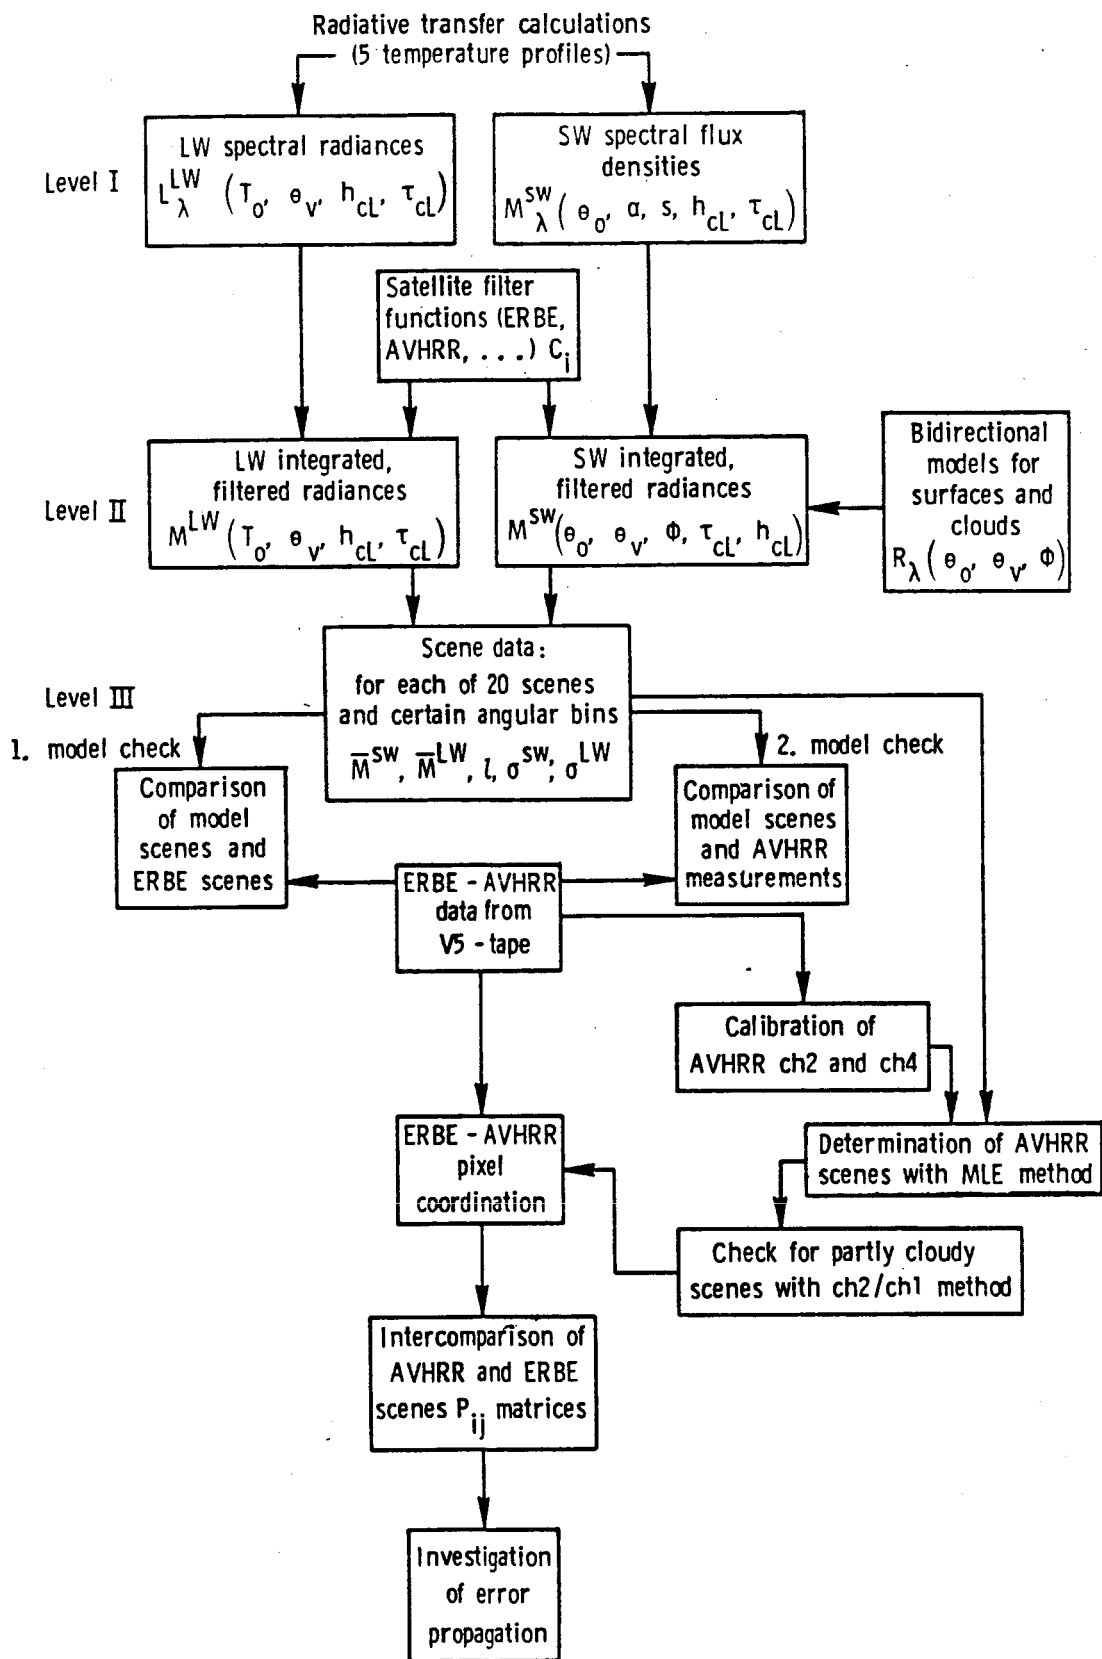 Radiative transfer calculations
(5 temperature profiles)
Level I
LW spectral radiances
L_λ^LW (T_o, θ_v, h_cL, τ_cL)
SW spectral flux
densities
M_λ^SW (θ_o, α, s, h_cL, τ_cL)
Satellite filter
functions (ERBE,
AVHRR, ...) C_i
Level II
LW integrated,
filtered radiances
M^LW (T_o, θ_v, h_cL, τ_cL)
SW integrated,
filtered radiances
M^SW (θ_o, θ_v, Φ, τ_cL, h_cL)
Bidirectional
models for
surfaces and
clouds
R_λ (θ_o, θ_v, Φ)
Level III
Scene data:
for each of 20 scenes
and certain angular bins
M̅^SW, M̅^LW, l, σ^SW, σ^LW
1. model check
2. model check
Comparison
of model
scenes and
ERBE scenes
Comparison of
model scenes
and AVHRR
measurements
ERBE - AVHRR
data from
V5 - tape
Calibration of
AVHRR ch2 and ch4
ERBE - AVHRR
pixel
coordination
Determination of AVHRR
scenes with MLE method
Check for partly cloudy
scenes with ch2/ch1 method
Intercomparison of
AVHRR and ERBE
scenes P_ij matrices
Investigation
of error
propagation